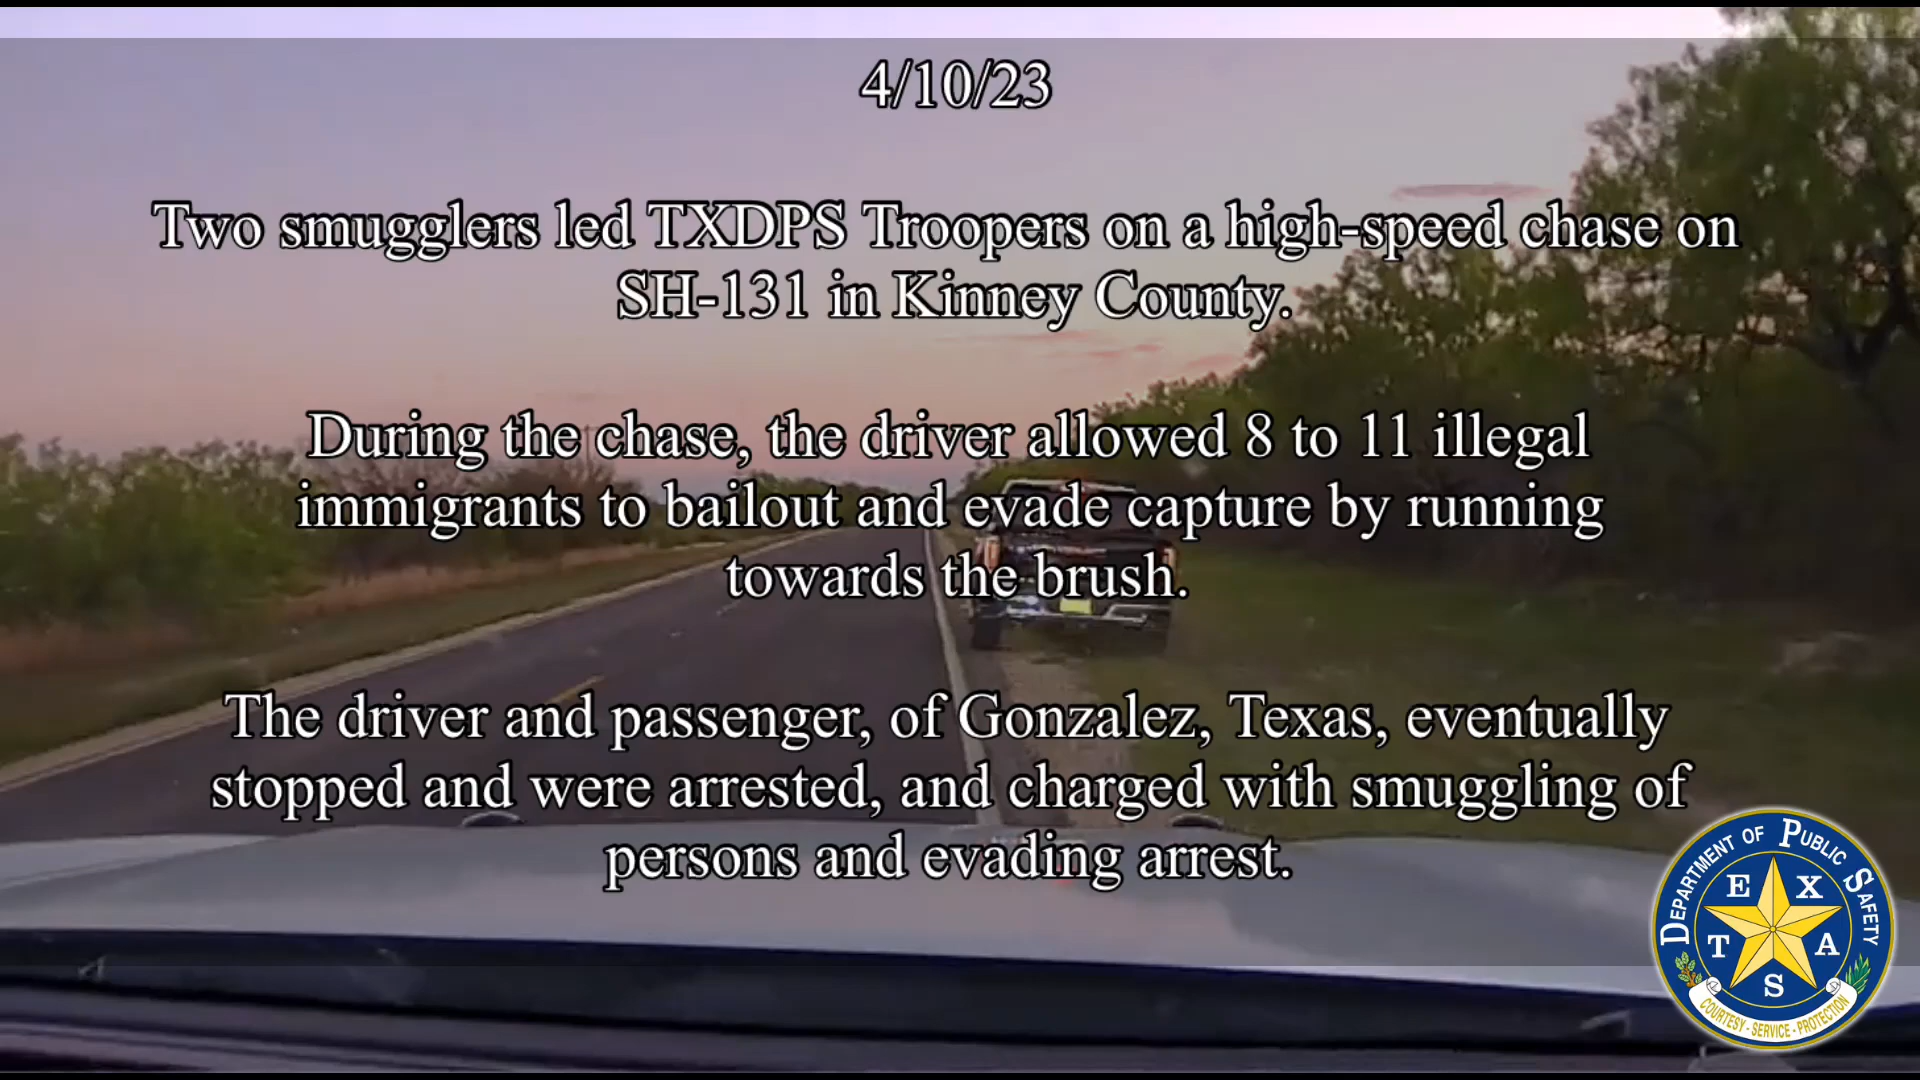 4/10/23
Two smugglers led TXDPS Troopers on a high-speed chase on
SH-131 in Kinney County.
During the chase, the driver allowed 8 to 11 illegal
immigrants to bailout and evade capture by running
towards the brush.
The driver and passenger, of Gonzalez, Texas, eventually
stopped and were arrested, and charged with smuggling of
persons and evading arrest.
DEPARTMENT OF PUBLIC SAFETY
TEXAS
COURTESY - SERVICE - PROTECTION